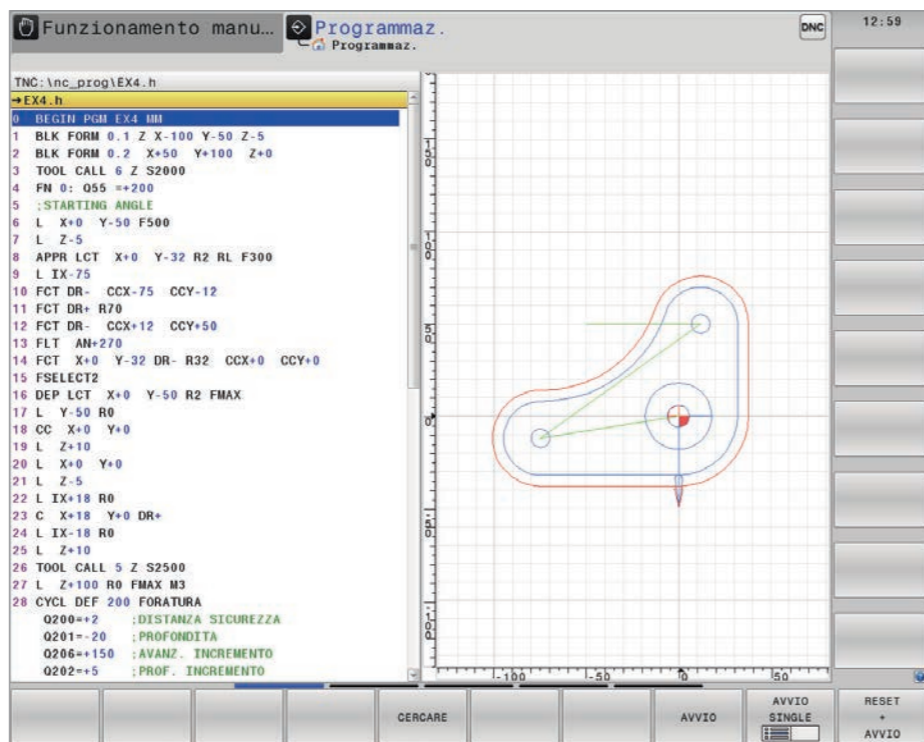 Funzionamento manu...
Programmaz.
DNC
12:59
Programmaz.
TNC:\nc_prog\EX4.h
→EX4.h
0 BEGIN PGM EX4 MM
1 BLK FORM 0.1 Z X-100 Y-50 Z-5
2 BLK FORM 0.2 X+50 Y+100 Z+0
3 TOOL CALL 6 Z S2000
4 FN 0: Q55 =+200
5 ;STARTING ANGLE
6 L X+0 Y-50 F500
7 L Z-5
8 APPR LCT X+0 Y-32 R2 RL F300
9 L IX-75
10 FCT DR- CCX-75 CCY-12
11 FCT DR+ R70
12 FCT DR- CCX+12 CCY+50
13 FLT AN+270
14 FCT X+0 Y-32 DR- R32 CCX+0 CCY+0
15 FSELECT2
16 DEP LCT X+0 Y-50 R2 FMAX
17 L Y-50 R0
18 CC X+0 Y+0
19 L Z+10
20 L X+0 Y+0
21 L Z-5
22 L IX+18 R0
23 C X+18 Y+0 DR+
24 L IX-18 R0
25 L Z+10
26 TOOL CALL 5 Z S2500
27 L Z+100 R0 FMAX M3
28 CYCL DEF 200 FORATURA
Q200=+2 ;DISTANZA SICUREZZA
Q201=-20 ;PROFONDITA
Q206=+150 ;AVANZ. INCREMENTO
Q202=+5 ;PROF. INCREMENTO
150
100
50
0
-50
-100
-100 -50 0 50
CERCARE
AVVIO
AVVIO
SINGLE
RESET
+
AVVIO